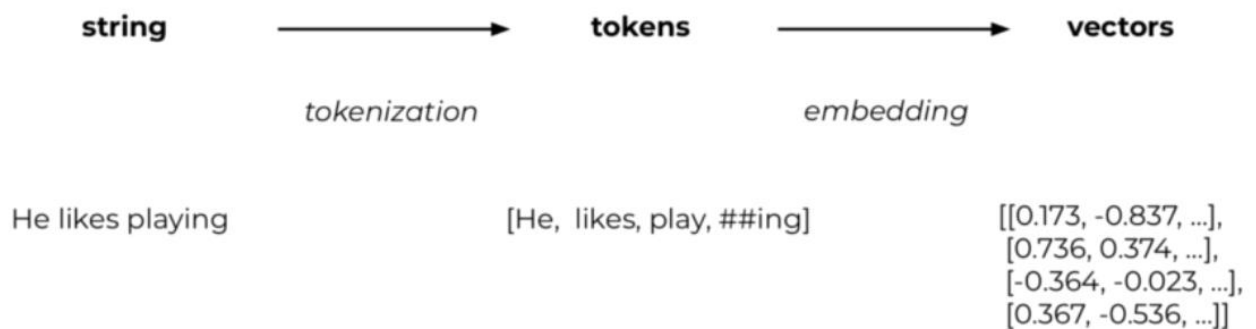 string tokens vectors
tokenization embedding
He likes playing [He, likes, play, ##ing] [[0.173, -0.837, ...],
[0.736, 0.374, ...],
[-0.364, -0.023, ...],
[0.367, -0.536, ...]]